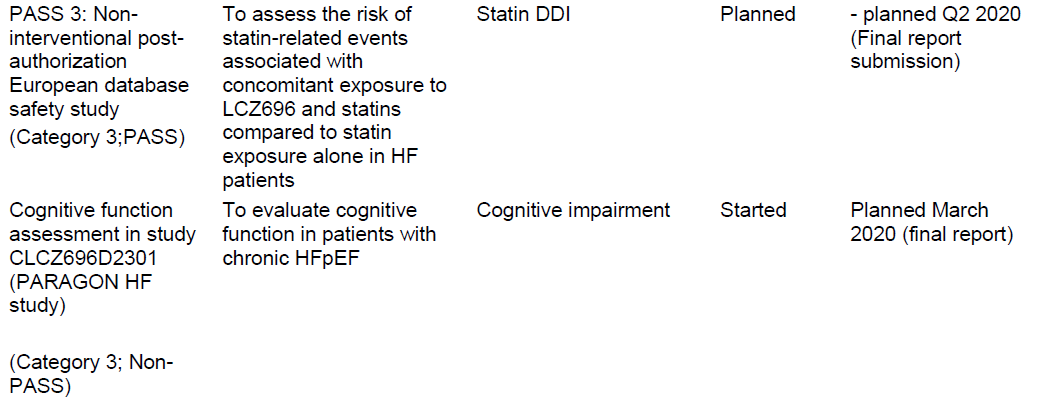 PASS 3: Non-
interventional post-
authorization
European database
safety study
(Category 3;PASS)
To assess the risk of
statin-related events
associated with
concomitant exposure to
LCZ696 and statins
compared to statin
exposure alone in HF
patients
Statin DDI
Planned
- planned Q2 2020
(Final report
submission)
Cognitive function
assessment in study
CLCZ696D2301
(PARAGON HF
study)
(Category 3; Non-
PASS)
To evaluate cognitive
function in patients with
chronic HFpEF
Cognitive impairment
Started
Planned March
2020 (final report)